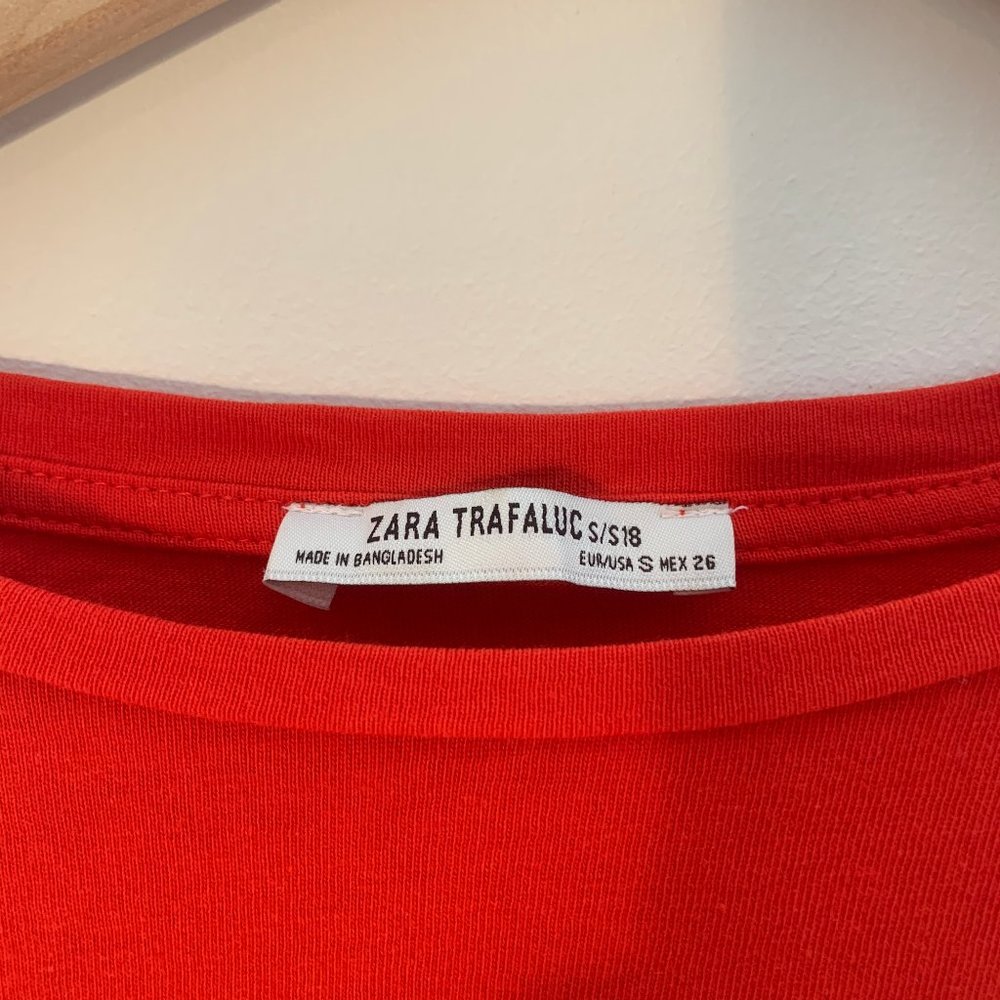 ZARA TRAFALUC S/S18
MADE IN BANGLADESH EUR/USA S MEX 26